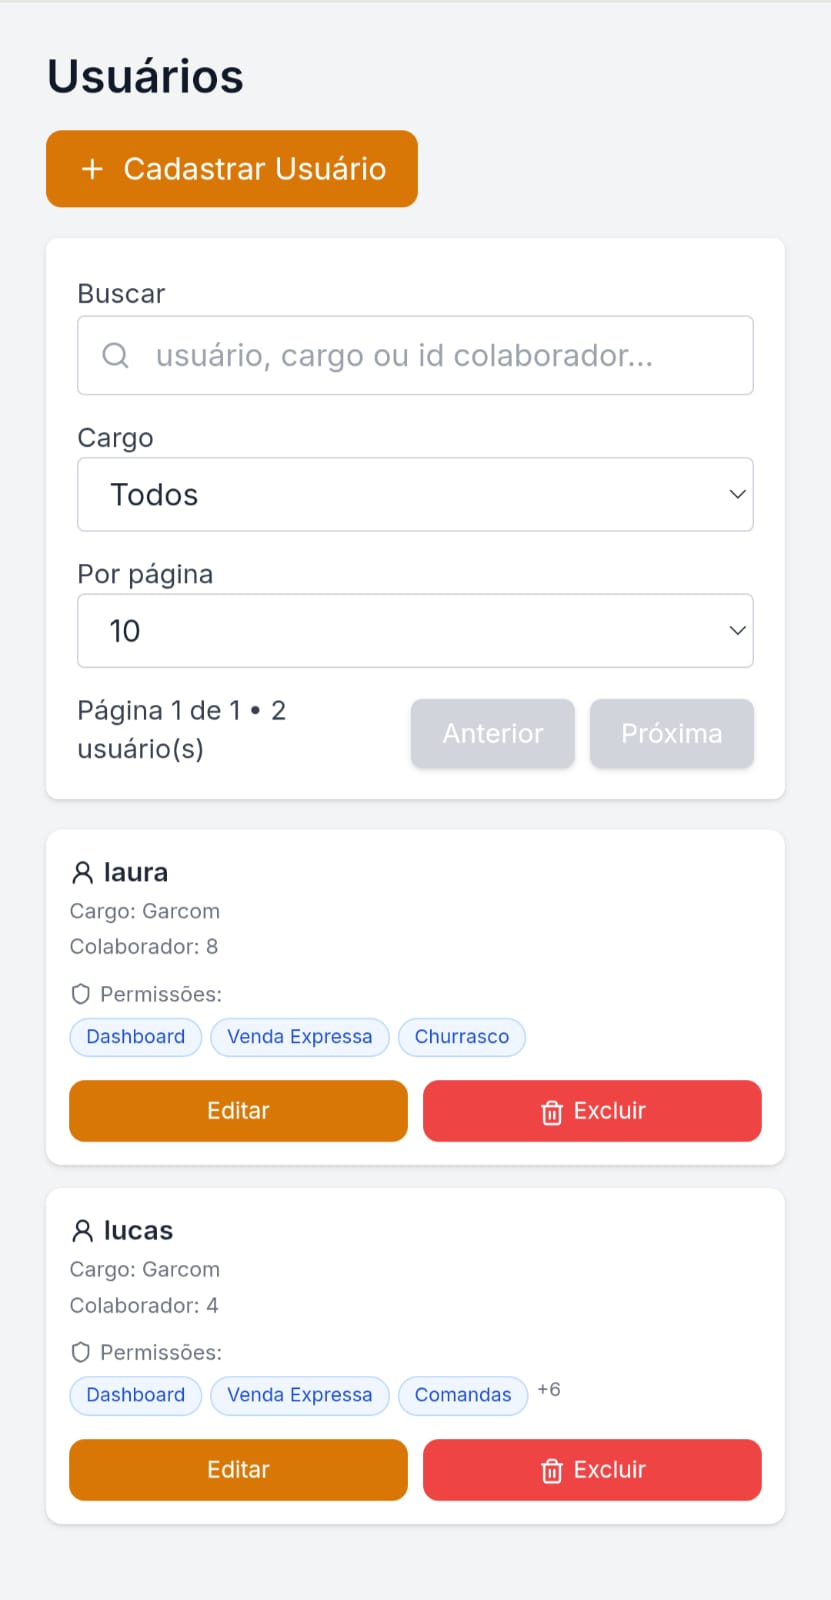 Usuários
+ Cadastrar Usuário
Buscar
usuário, cargo ou id colaborador...
Cargo
Todos
Por página
10
Página 1 de 1 • 2
usuário(s)
Anterior Próxima
laura
Cargo: Garcom
Colaborador: 8
Permissões:
Dashboard Venda Expressa Churrasco
Editar Excluir
lucas
Cargo: Garcom
Colaborador: 4
Permissões:
Dashboard Venda Expressa Comandas +6
Editar Excluir